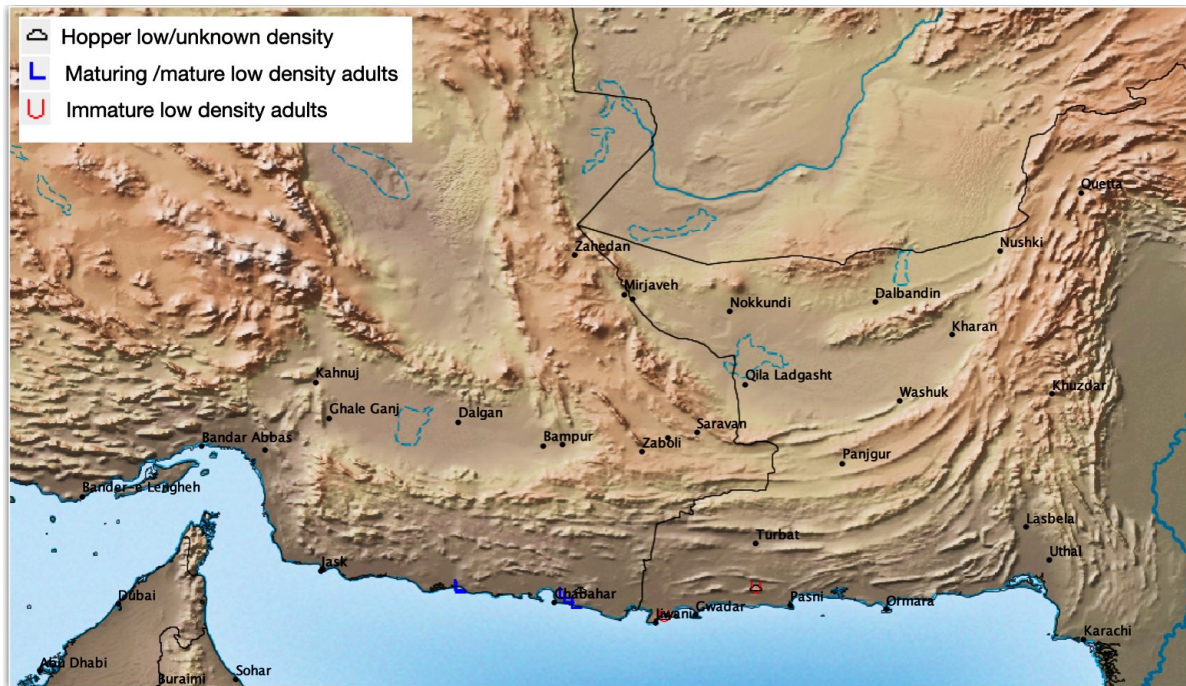 Hopper low/unknown density
Maturing /mature low density adults
Immature low density adults
Quetta
Nushki
Zahedan
Mirjaveh
Nokkundi
Dalbandin
Kharan
Kahnuj
Qila Ladgasht
Khuzdar
Ghale Ganj
Dalgan
Washuk
Bandar Abbas
Bampur
Saravan
Zaboli
Panjgur
Bander-e Lengheh
Lasbela
Turbat
Uthal
Jask
Dubai
Chabahar
Jiwani
Gwadar
Pasni
Ormara
Karachi
Abu Dhabi
Sohar
Buraimi